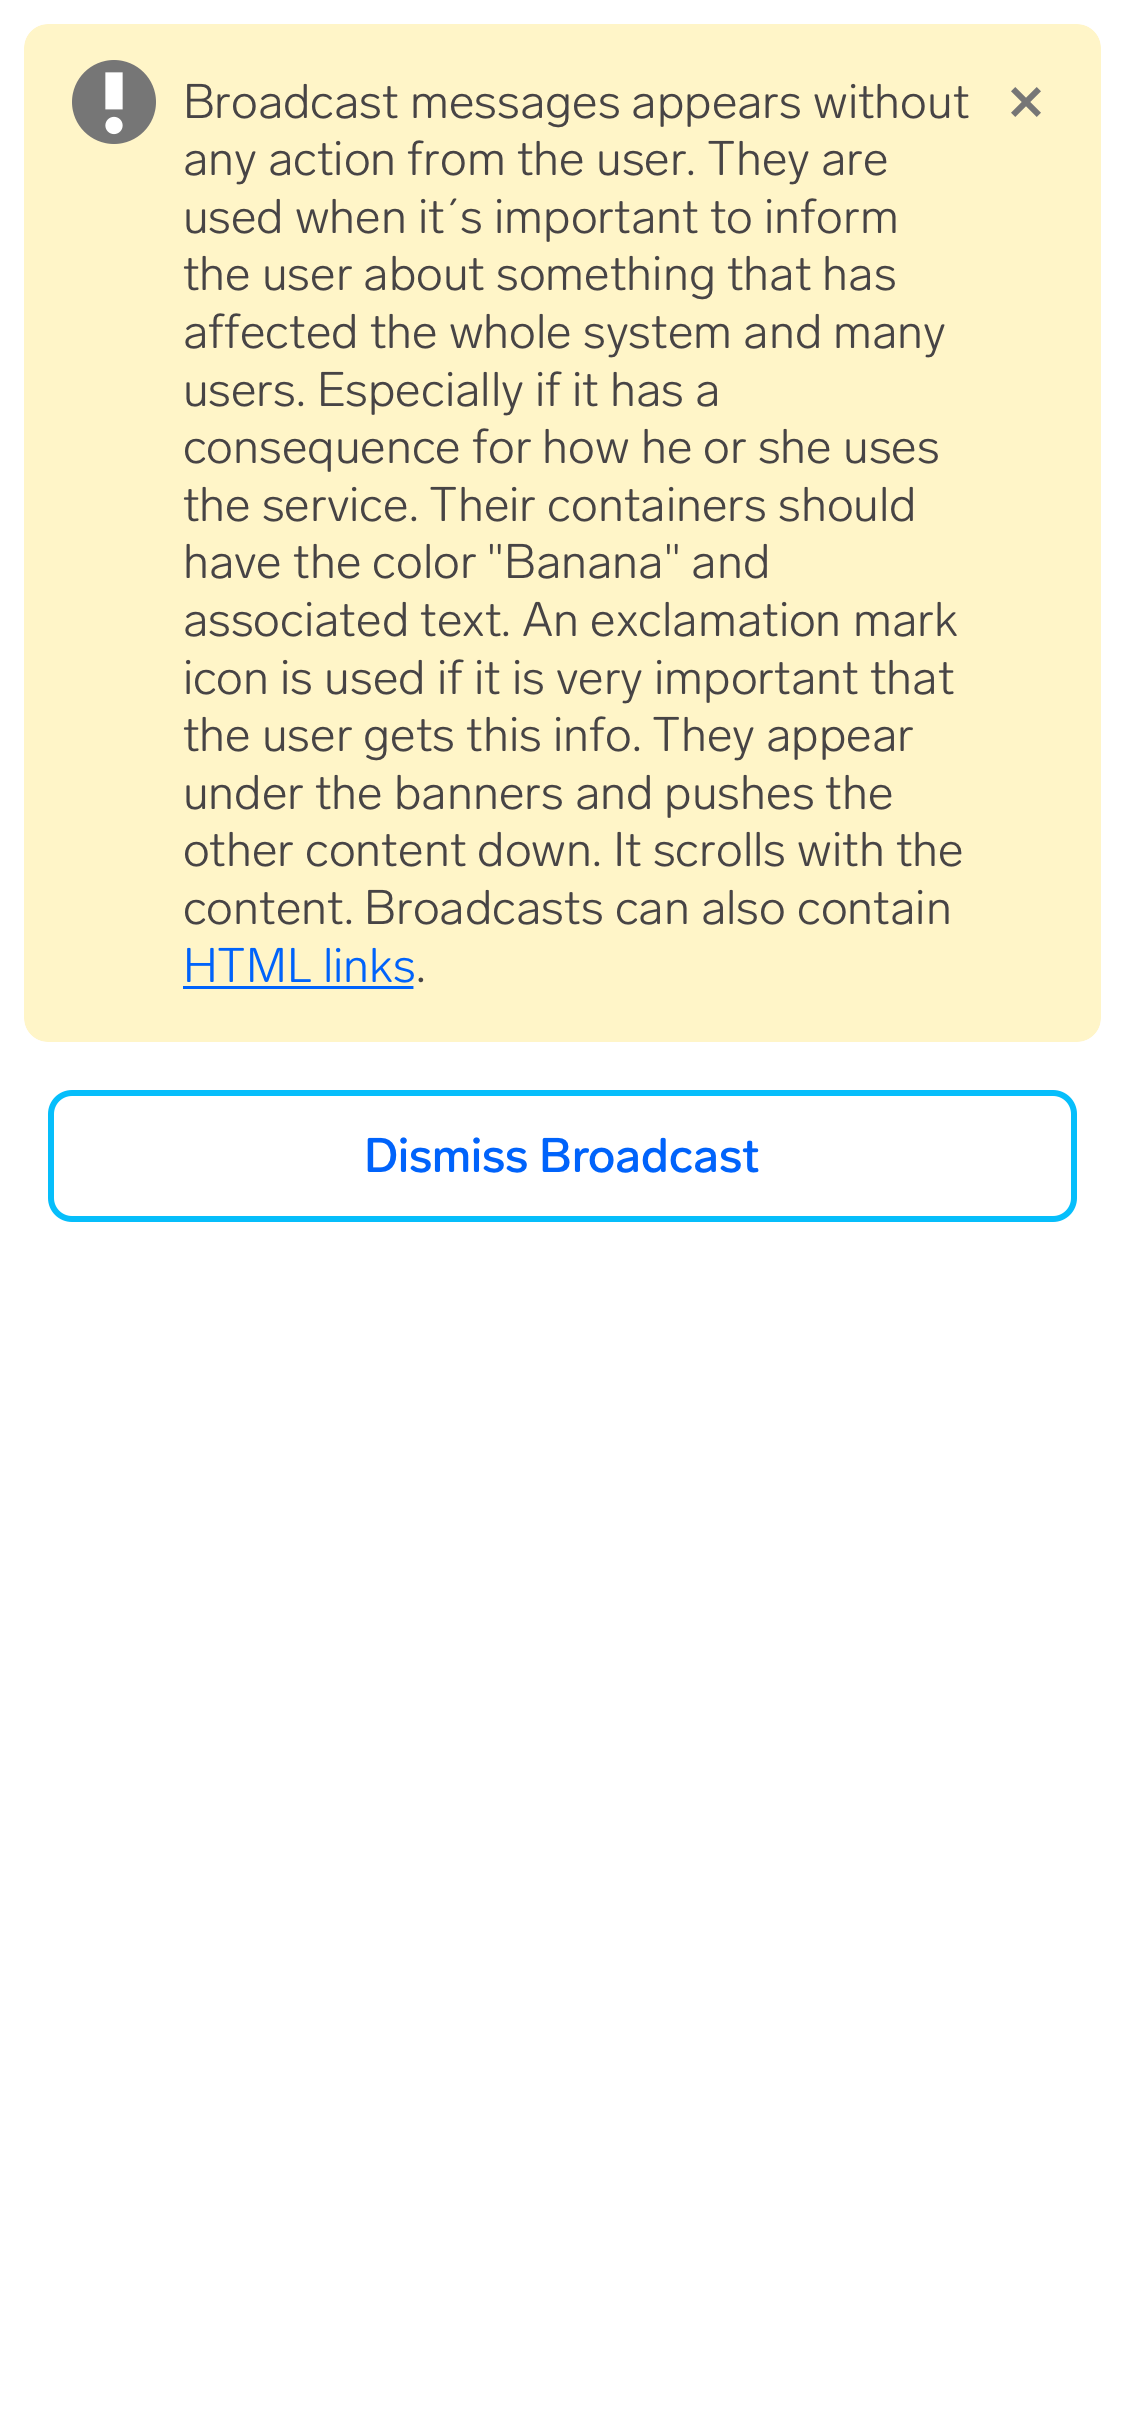 Broadcast messages appears without
any action from the user. They are
used when it´s important to inform
the user about something that has
affected the whole system and many
users. Especially if it has a
consequence for how he or she uses
the service. Their containers should
have the color "Banana" and
associated text. An exclamation mark
icon is used if it is very important that
the user gets this info. They appear
under the banners and pushes the
other content down. It scrolls with the
content. Broadcasts can also contain
HTML links.
Dismiss Broadcast